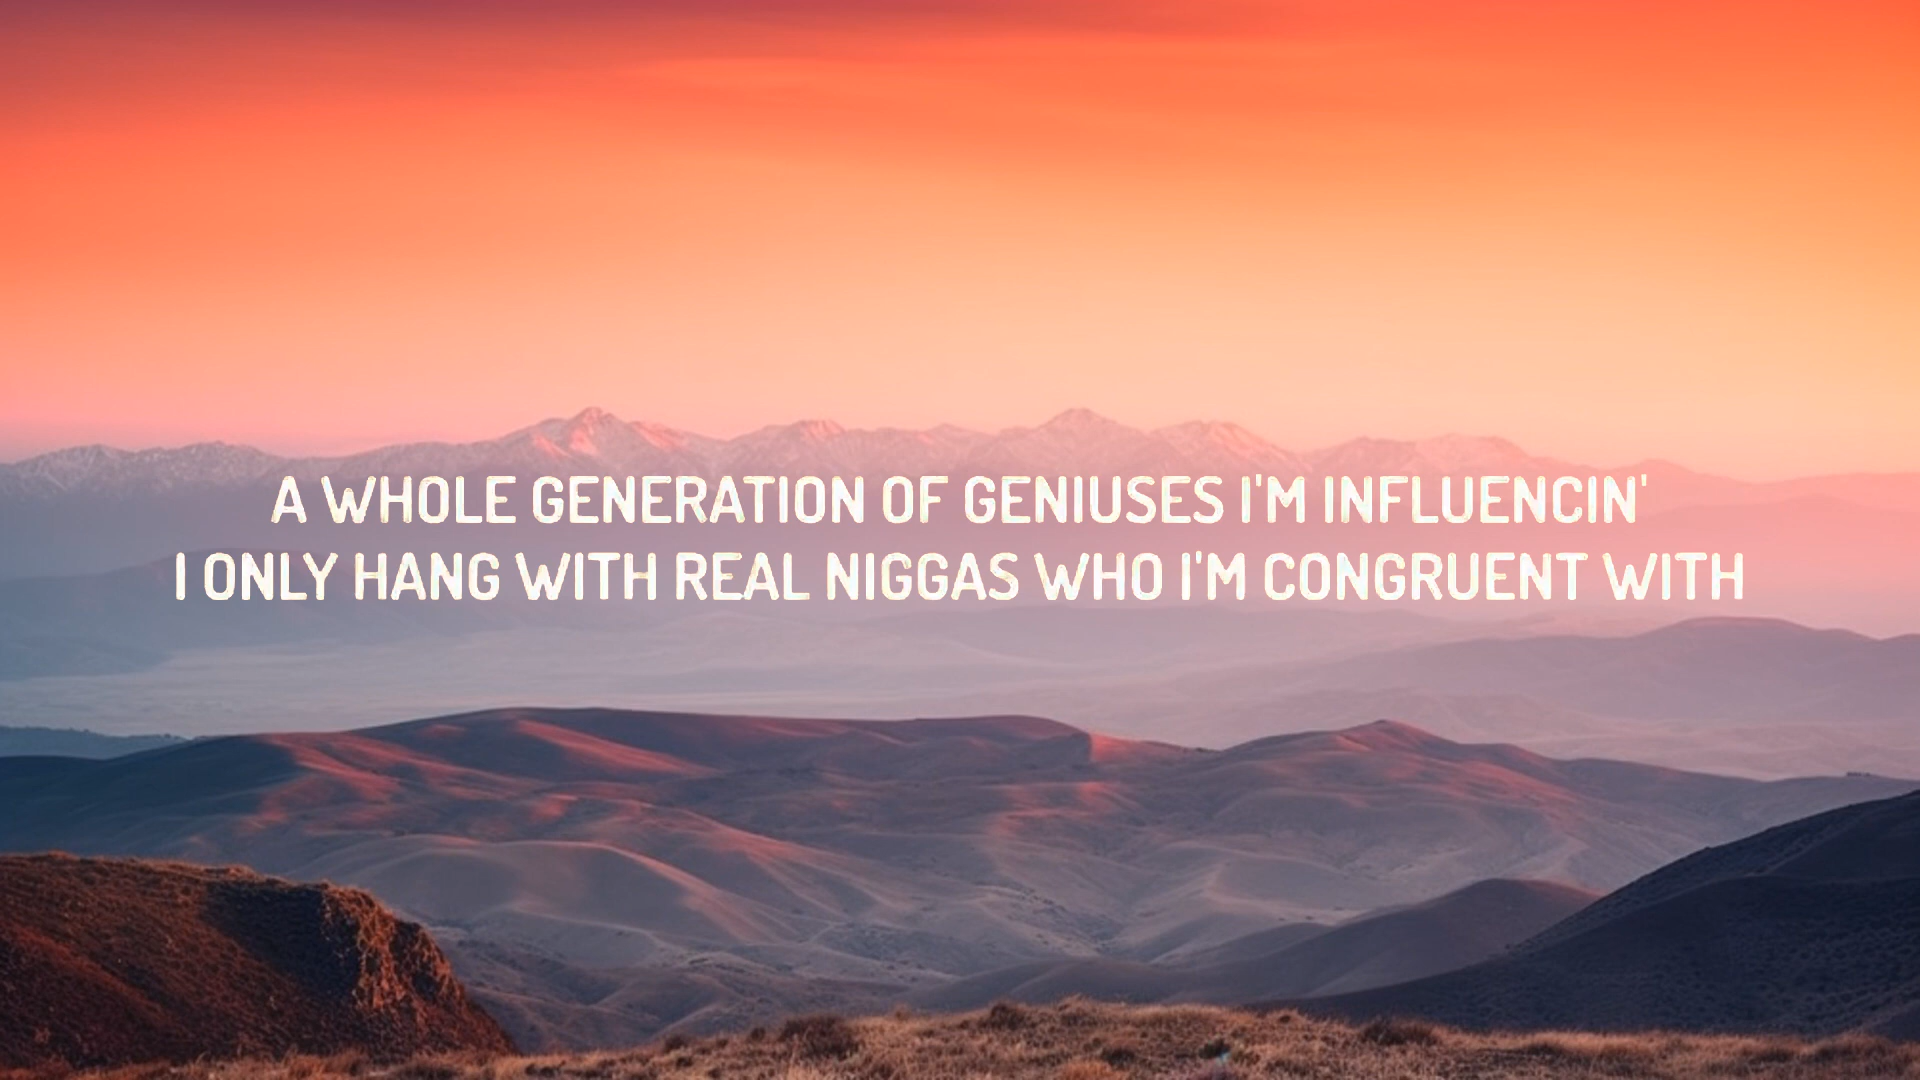 A WHOLE GENERATION OF GENIUSES I'M INFLUENCIN'
I ONLY HANG WITH REAL NIGGAS WHO I'M CONGRUENT WITH